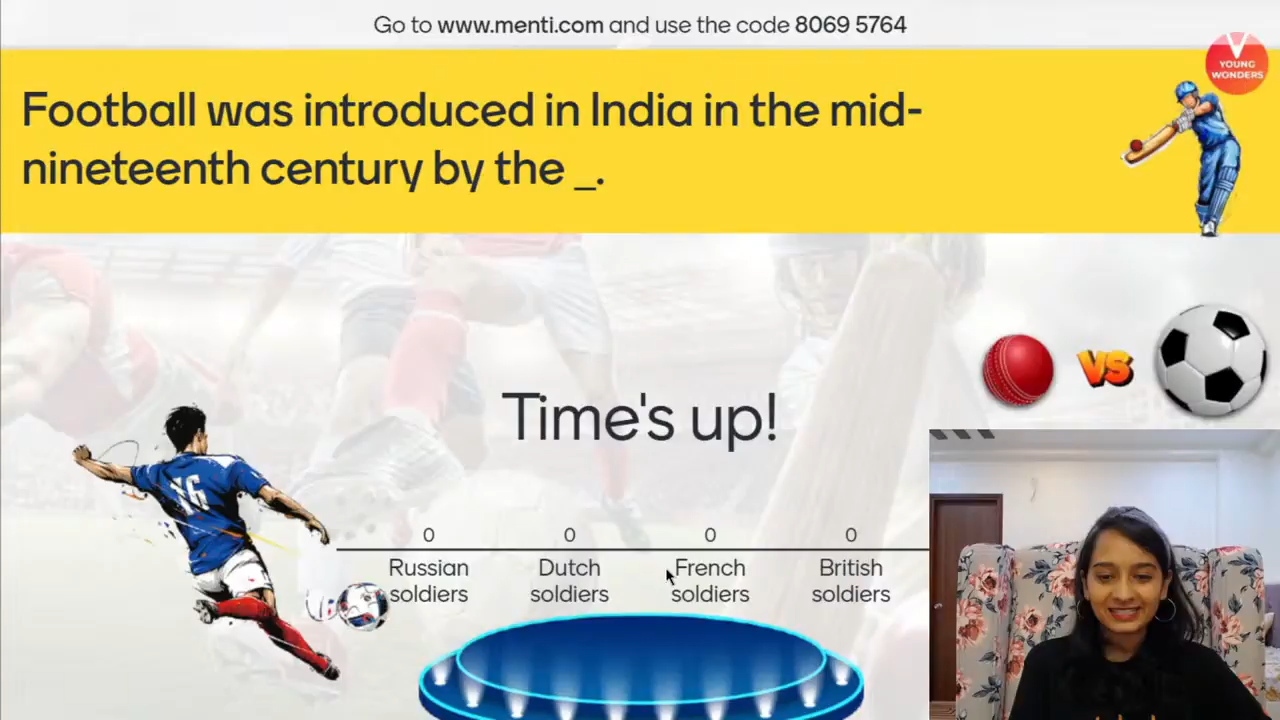 Go to www.menti.com and use the code 8069 5764
V
YOUNG
WONDERS
Football was introduced in India in the mid-
nineteenth century by the _.
VS
16
Time's up!
0 0 0 0
Russian soldiers
Dutch soldiers
French soldiers
British soldiers